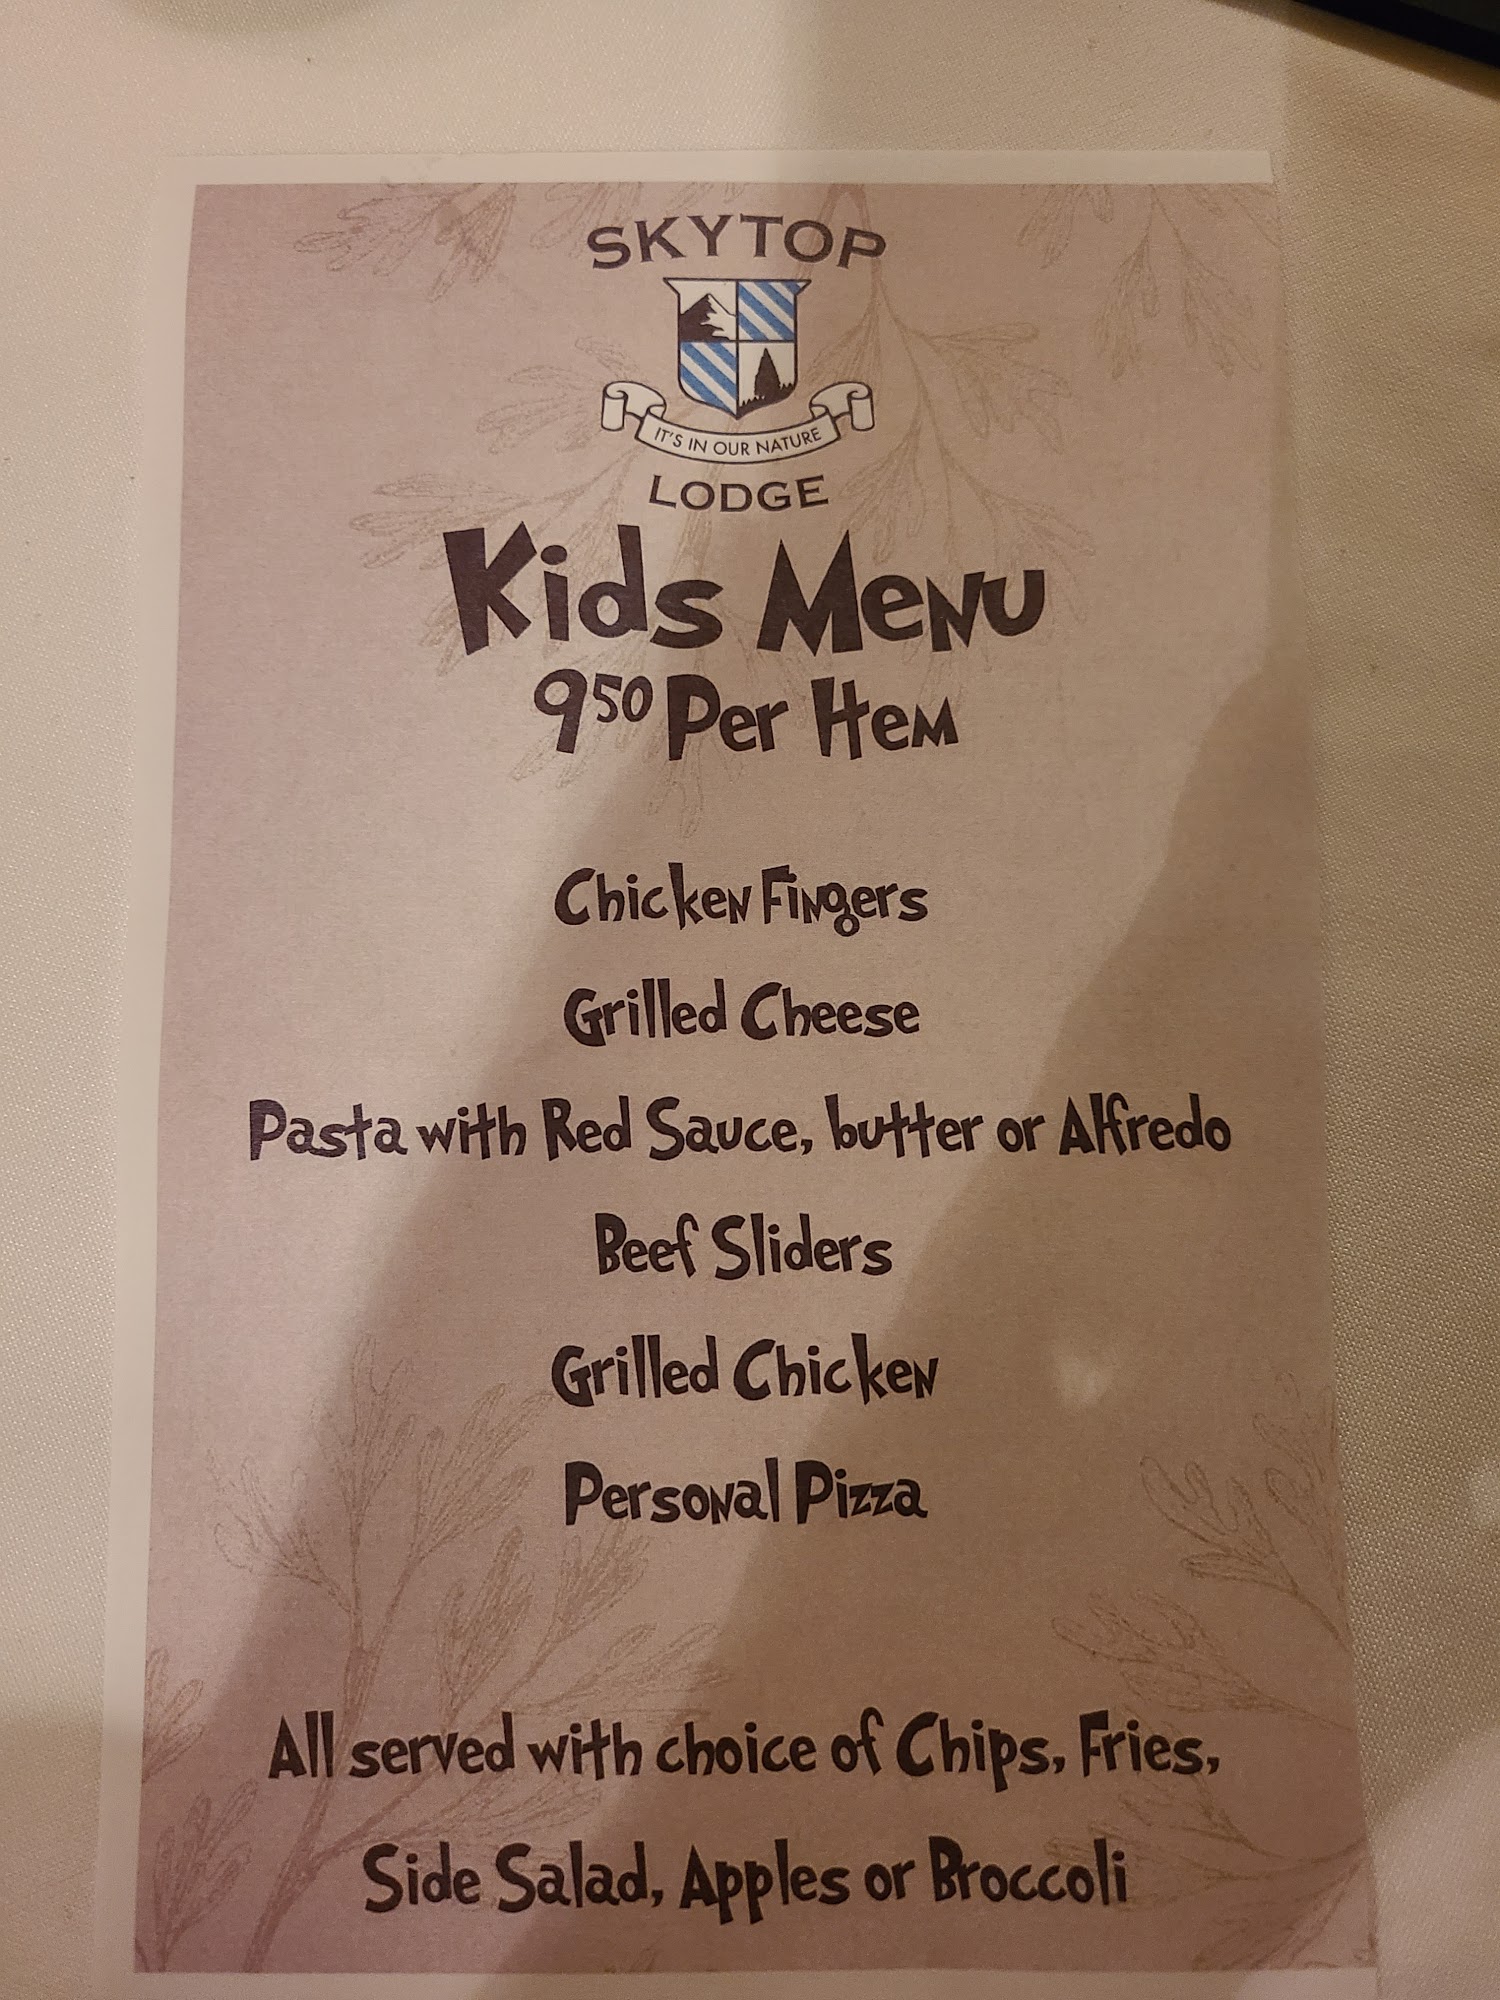 SKYTOP
IT'S IN OUR NATURE
LODGE
Kids Menu
9⁵⁰ Per Item
Chicken Fingers
Grilled Cheese
Pasta with Red Sauce, butter or Alfredo
Beef Sliders
Grilled Chicken
Personal Pizza
All served with choice of Chips, Fries,
Side Salad, Apples or Broccoli